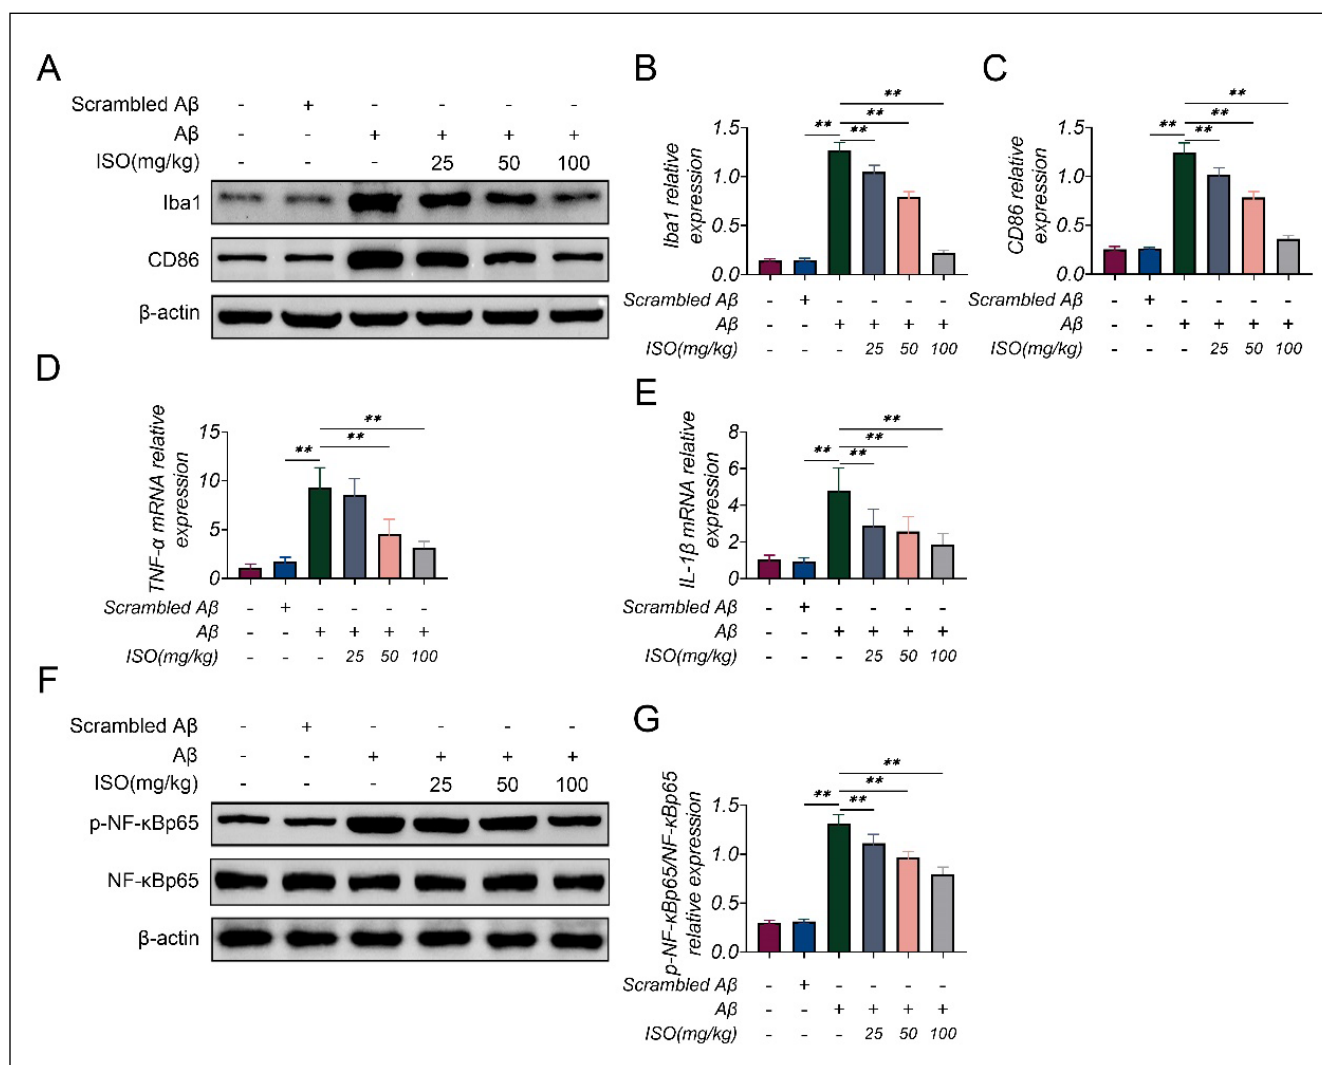 A
Scrambled Aβ - + - - - -
Aβ - - + + + +
ISO(mg/kg) - - - 25 50 100
Iba1
CD86
β-actin
B
** ** ** **
Iba1 relative
expression
1.5
1.0
0.5
0.0
Scrambled Aβ - + - - - -
Aβ - - + + + +
ISO(mg/kg) - - - 25 50 100
C
** ** ** **
CD86 relative
expression
1.5
1.0
0.5
0.0
Scrambled Aβ - + - - - -
Aβ - - + + + +
ISO(mg/kg) - - - 25 50 100
D
** ** **
TNF-α mRNA relative
expression
15
10
5
0
Scrambled Aβ - + - - - -
Aβ - - + + + +
ISO(mg/kg) - - - 25 50 100
E
** ** ** **
IL-1β mRNA relative
expression
8
6
4
2
0
Scrambled Aβ - + - - - -
Aβ - - + + + +
ISO(mg/kg) - - - 25 50 100
F
Scrambled Aβ - + - - - -
Aβ - - + + + +
ISO(mg/kg) - - - 25 50 100
p-NF-κBp65
NF-κBp65
β-actin
G
** ** ** **
p-NF-κBp65/NF-κBp65
relative expression
1.5
1.0
0.5
0.0
Scrambled Aβ - + - - - -
Aβ - - + + + +
ISO(mg/kg) - - - 25 50 100